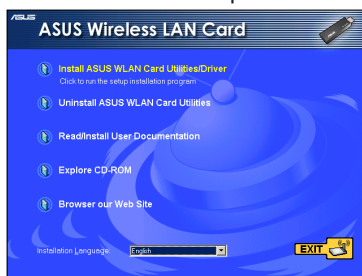 ASUS
ASUS Wireless LAN Card
Install ASUS WLAN Card Utilities/Driver
Click to run the setup installation program
Uninstall ASUS WLAN Card Utilities
Read/Install User Documentation
Explore CD-ROM
Browser our Web Site
Installation Language: English
EXIT